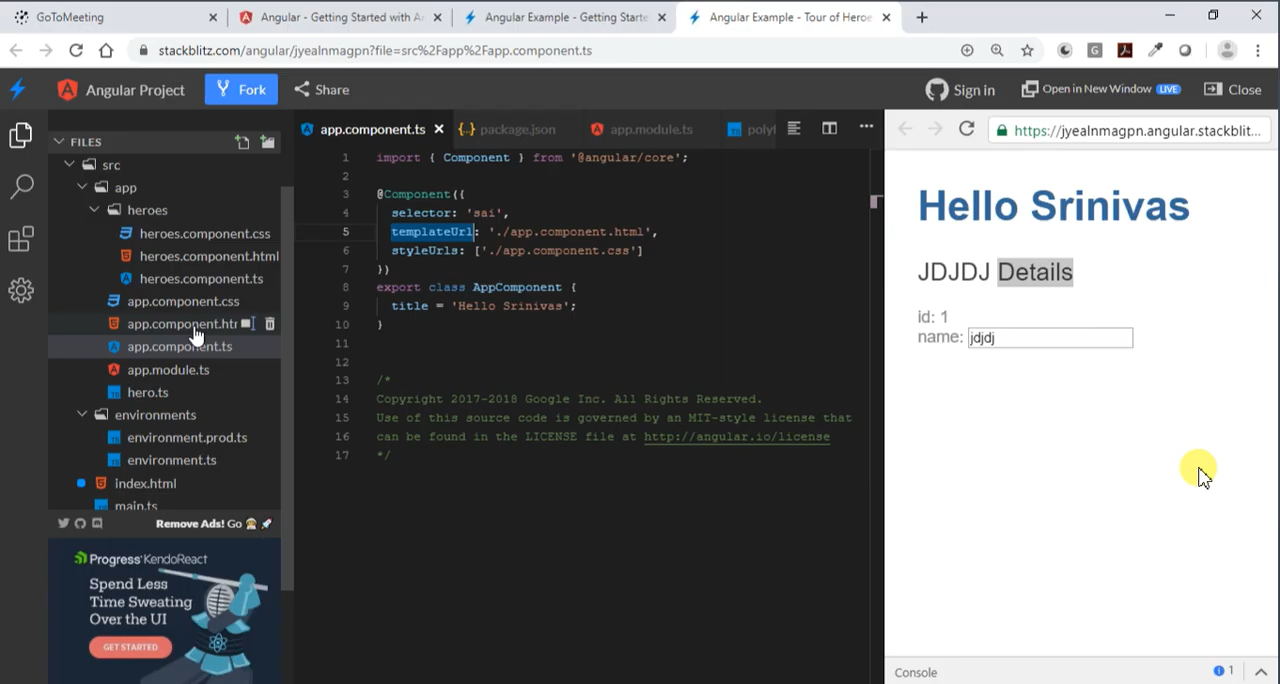 GoToMeeting
Angular - Getting Started with A
Angular Example - Getting Starte
Angular Example - Tour of Heroe
stackblitz.com/angular/jyealnmagpn?file=src%2Fapp%2Fapp.component.ts
Angular Project
Fork
Share
Sign in
Open in New Window LIVE
Close
FILES
src
app
heroes
heroes.component.css
heroes.component.html
heroes.component.ts
app.component.css
app.component.htr
app.component.ts
app.module.ts
hero.ts
environments
environment.prod.ts
environment.ts
index.html
main.ts
Remove Ads! Go
Progress® KendoReact
Spend Less
Time Sweating
Over the UI
GET STARTED
app.component.ts
{..} package.json
app.module.ts
polyf
1 import { Component } from '@angular/core';
2
3 @Component({
4 selector: 'sai',
5 templateUrl: './app.component.html',
6 styleUrls: ['./app.component.css']
7 })
8 export class AppComponent {
9 title = 'Hello Srinivas';
10 }
11
12
13 /*
14 Copyright 2017-2018 Google Inc. All Rights Reserved.
15 Use of this source code is governed by an MIT-style license that
16 can be found in the LICENSE file at http://angular.io/license
17 */
https://jyealnmagpn.angular.stackblitz...
Hello Srinivas
JDJDJ Details
id: 1
name: jdjdj
Console
1